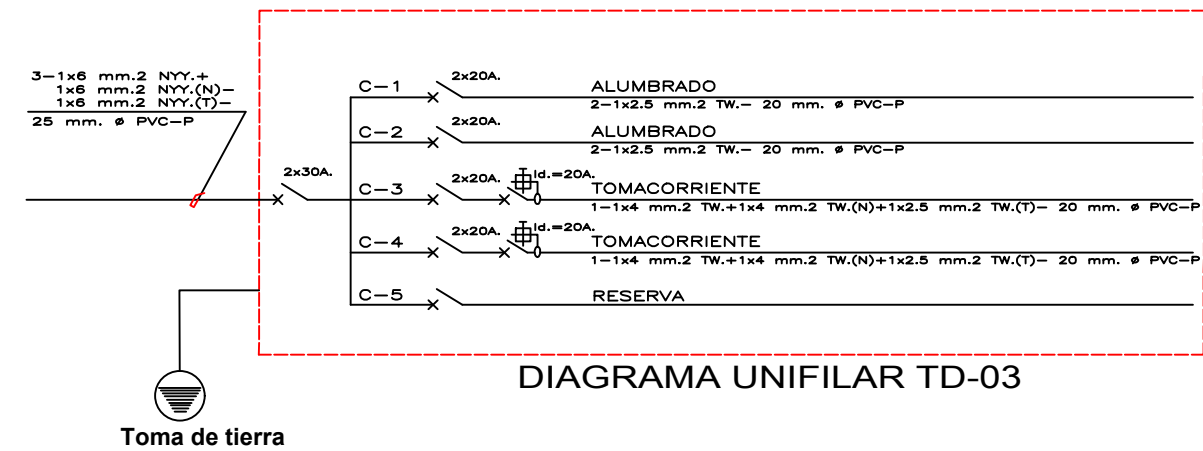 3-1x6 mm.2 NYY.+
1x6 mm.2 NYY.(N)-
1x6 mm.2 NYY.(T)-
25 mm. ø PVC-P
2x30A.
C-1
2x20A.
ALUMBRADO
2-1x2.5 mm.2 TW.- 20 mm. ø PVC-P
C-2
2x20A.
ALUMBRADO
2-1x2.5 mm.2 TW.- 20 mm. ø PVC-P
C-3
2x20A.
Id.=20A.
TOMACORRIENTE
1-1x4 mm.2 TW.+1x4 mm.2 TW.(N)+1x2.5 mm.2 TW.(T)- 20 mm. ø PVC-P
C-4
2x20A.
Id.=20A.
TOMACORRIENTE
1-1x4 mm.2 TW.+1x4 mm.2 TW.(N)+1x2.5 mm.2 TW.(T)- 20 mm. ø PVC-P
C-5
RESERVA
DIAGRAMA UNIFILAR TD-03
Toma de tierra